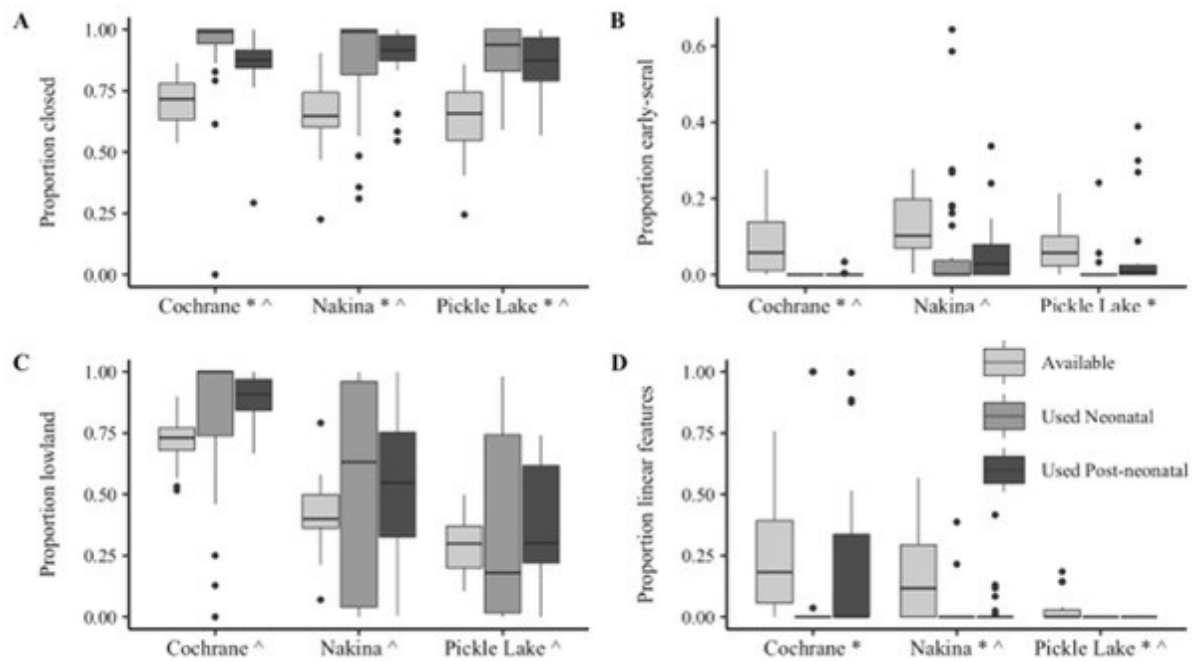 A
Proportion closed
1.00
0.75
0.50
0.25
0.00
Cochrane * ^
Nakina * ^
Pickle Lake * ^
B
Proportion early-seral
0.6
0.4
0.2
0.0
Cochrane * ^
Nakina ^
Pickle Lake *
C
Proportion lowland
1.00
0.75
0.50
0.25
0.00
Cochrane ^
Nakina ^
Pickle Lake ^
D
Proportion linear features
1.00
0.75
0.50
0.25
0.00
Cochrane *
Nakina * ^
Pickle Lake * ^
Available
Used Neonatal
Used Post-neonatal